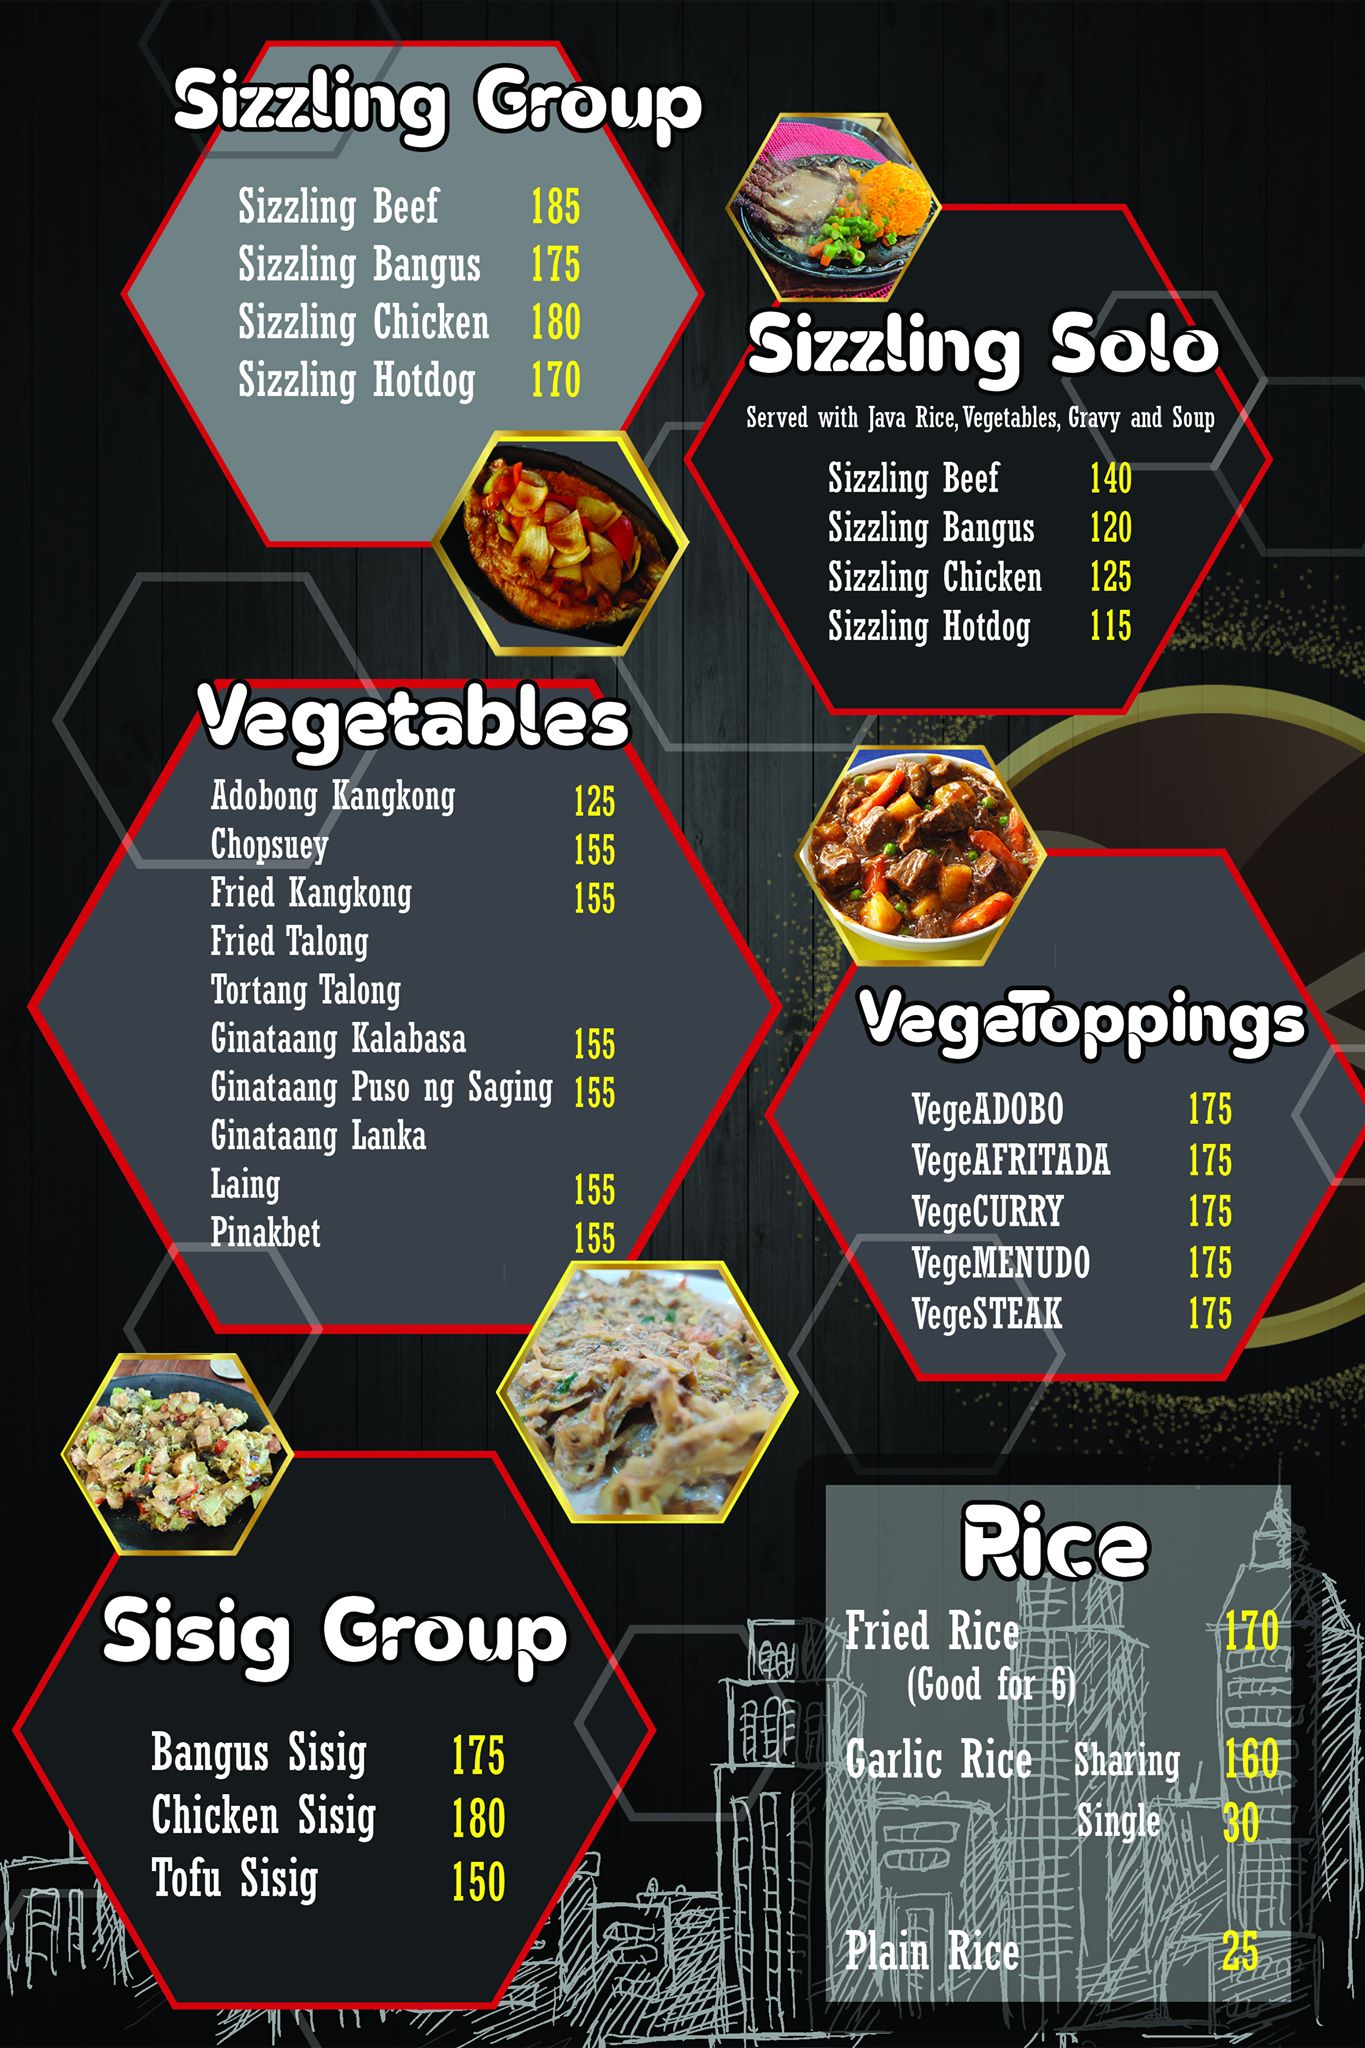 Sizzling Group
Sizzling Beef 185
Sizzling Bangus 175
Sizzling Chicken 180
Sizzling Hotdog 170
Sizzling Solo
Served with Java Rice, Vegetables, Gravy and Soup
Sizzling Beef 140
Sizzling Bangus 120
Sizzling Chicken 125
Sizzling Hotdog 115
Vegetables
Adobong Kangkong 125
Chopsuey 155
Fried Kangkong 155
Fried Talong
Tortang Talong
Ginataang Kalabasa 155
Ginataang Puso ng Saging 155
Ginataang Lanka
Laing 155
Pinakbet 155
VegeToppings
VegeADOBO 175
VegeAFRITADA 175
VegeCURRY 175
VegeMENUDO 175
VegeSTEAK 175
Sisig Group
Bangus Sisig 175
Chicken Sisig 180
Tofu Sisig 150
Rice
Fried Rice 170
(Good for 6)
Garlic Rice Sharing 160
Single 30
Plain Rice 25